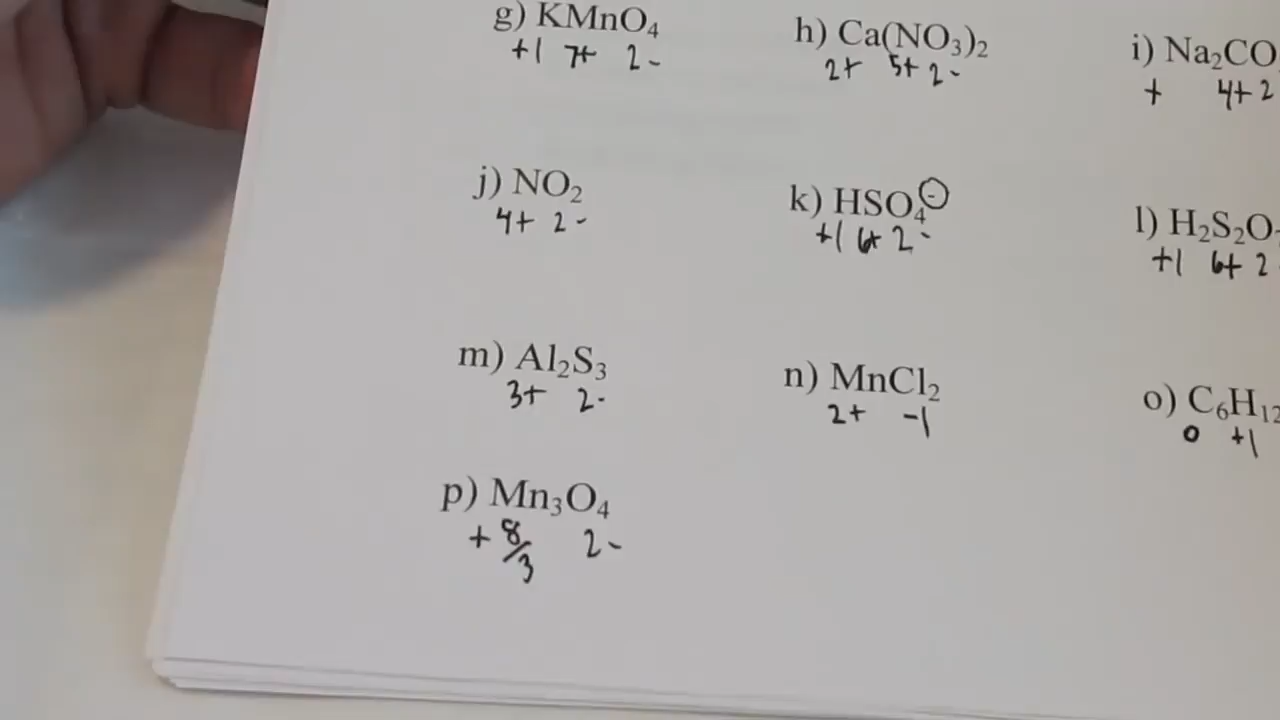 g) KMnO₄ h) Ca(NO₃)₂ i) Na₂CO
+1 7+ 2- 2+ 5+ 2- + 4+ 2
j) NO₂ k) HSO₄⊖ l) H₂S₂O
4+ 2- +1 6+ 2- +1 6+ 2
m) Al₂S₃ n) MnCl₂ o) C₆H₁₂
3+ 2- 2+ -1 0 +1
p) Mn₃O₄
+8/3 2-